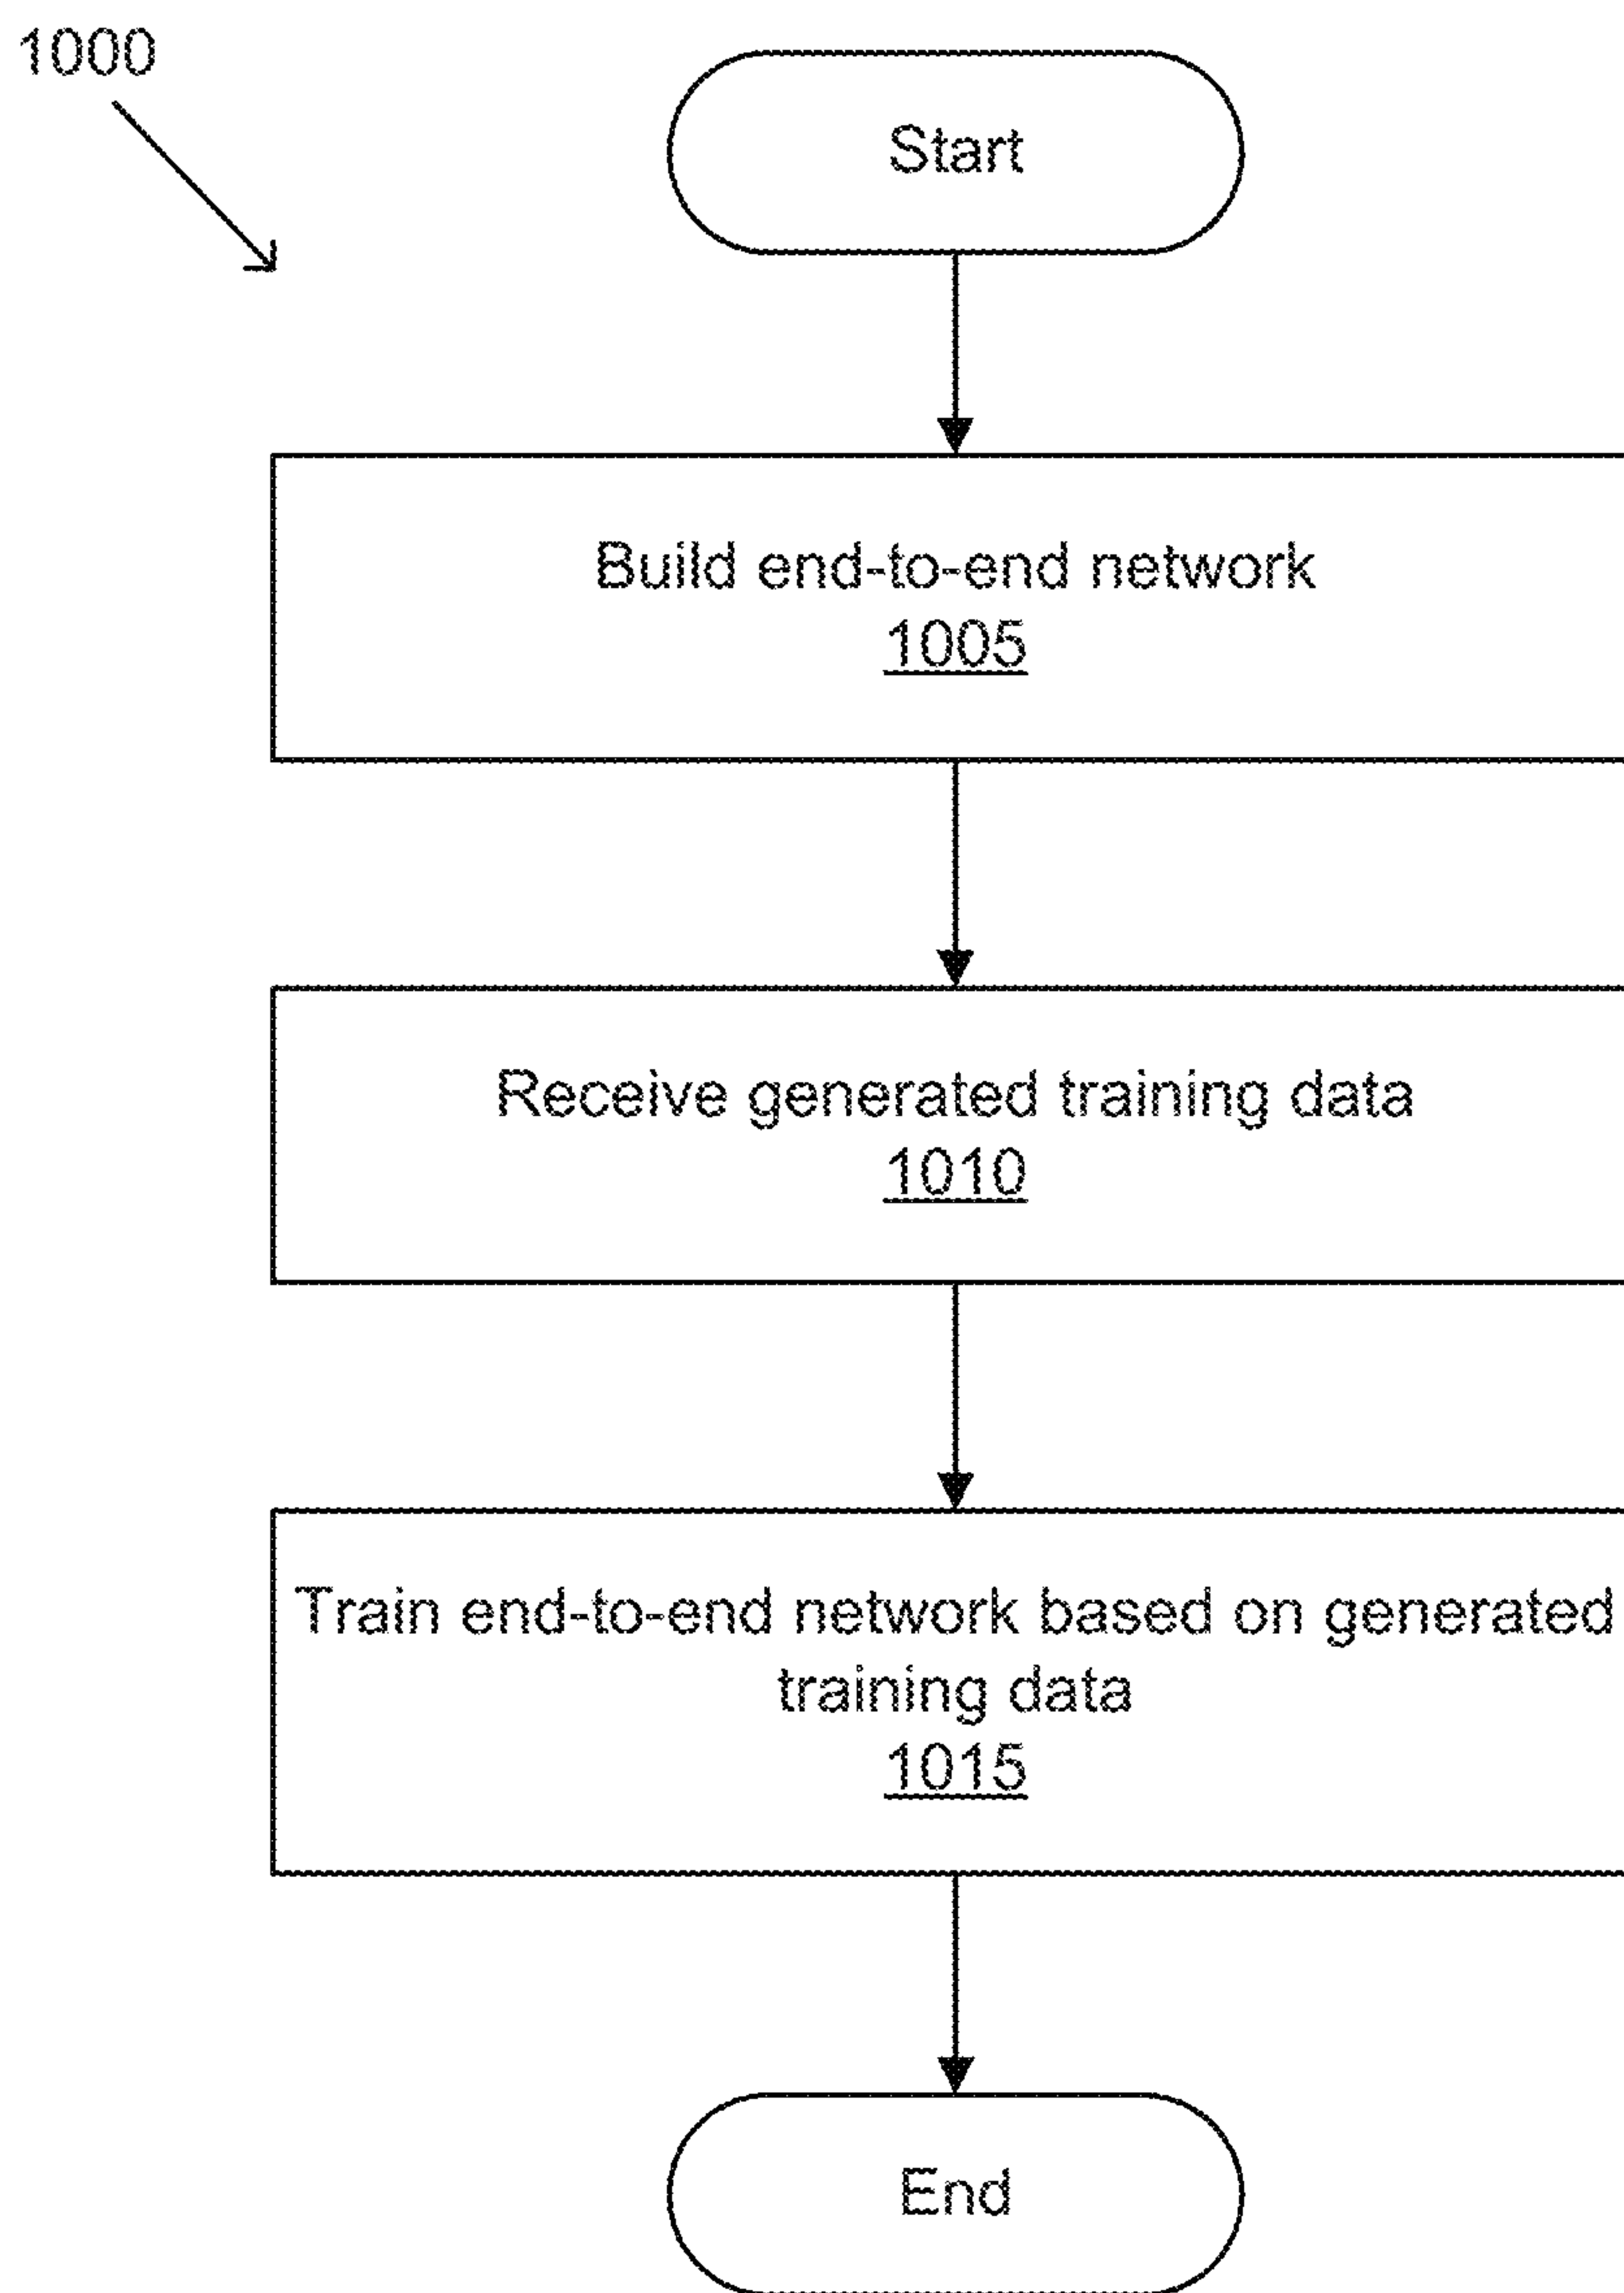 1000
Start
Build end-to-end network
1005
Receive generated training data
1010
Train end-to-end network based on generated
training data
1015
End